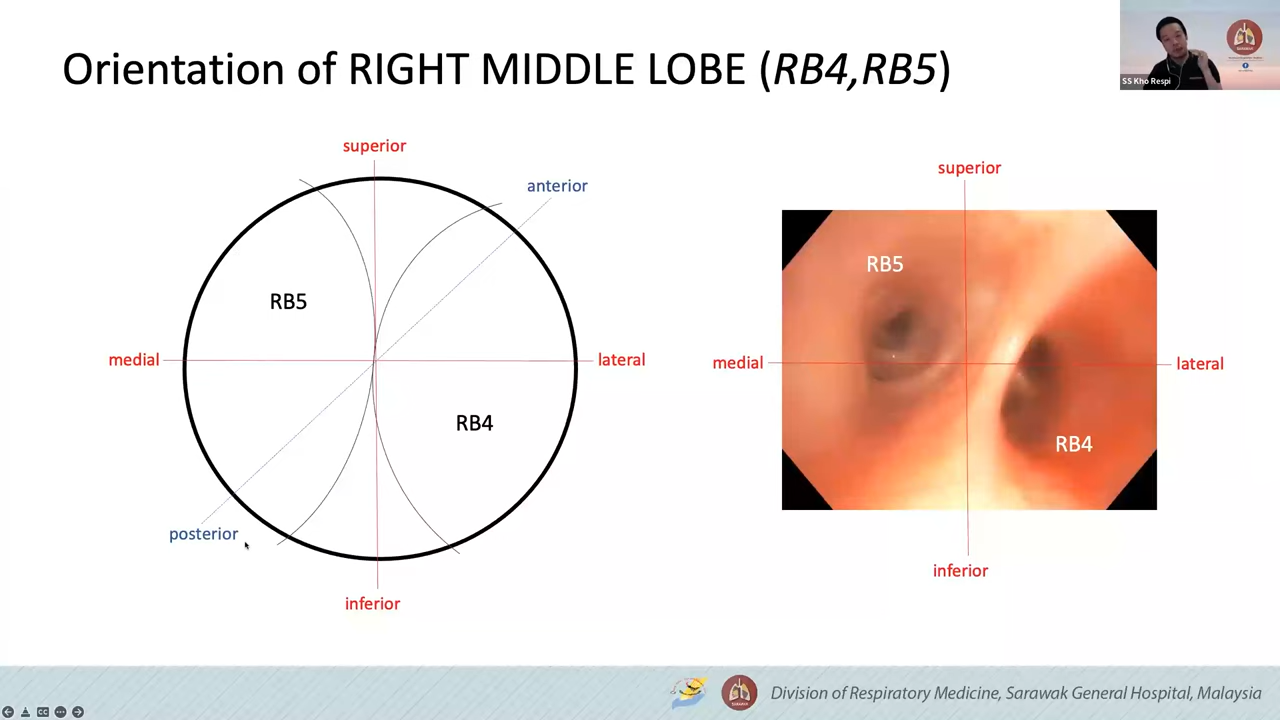 Orientation of RIGHT MIDDLE LOBE (RB4,RB5)
SS Kho Respi
superior
anterior
RB5
medial
lateral
RB4
posterior
inferior
superior
RB5
medial
lateral
RB4
inferior
Division of Respiratory Medicine, Sarawak General Hospital, Malaysia
CC